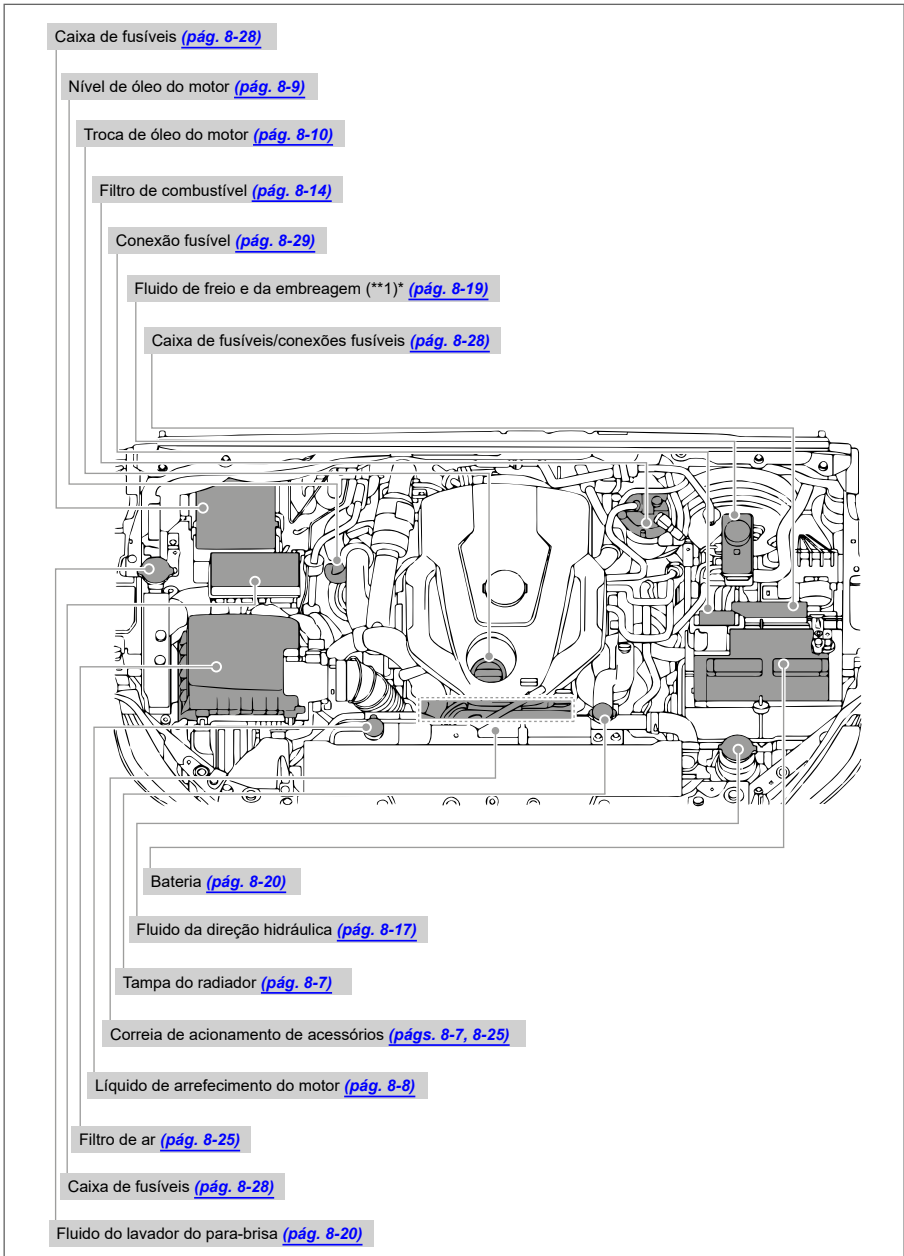 Caixa de fusíveis (pág. 8-28)
Nível de óleo do motor (pág. 8-9)
Troca de óleo do motor (pág. 8-10)
Filtro de combustível (pág. 8-14)
Conexão fusível (pág. 8-29)
Fluido de freio e da embreagem (**1)* (pág. 8-19)
Caixa de fusíveis/conexões fusíveis (pág. 8-28)
Bateria (pág. 8-20)
Fluido da direção hidráulica (pág. 8-17)
Tampa do radiador (pág. 8-7)
Correia de acionamento de acessórios (págs. 8-7, 8-25)
Líquido de arrefecimento do motor (pág. 8-8)
Filtro de ar (pág. 8-25)
Caixa de fusíveis (pág. 8-28)
Fluido do lavador do para-brisa (pág. 8-20)